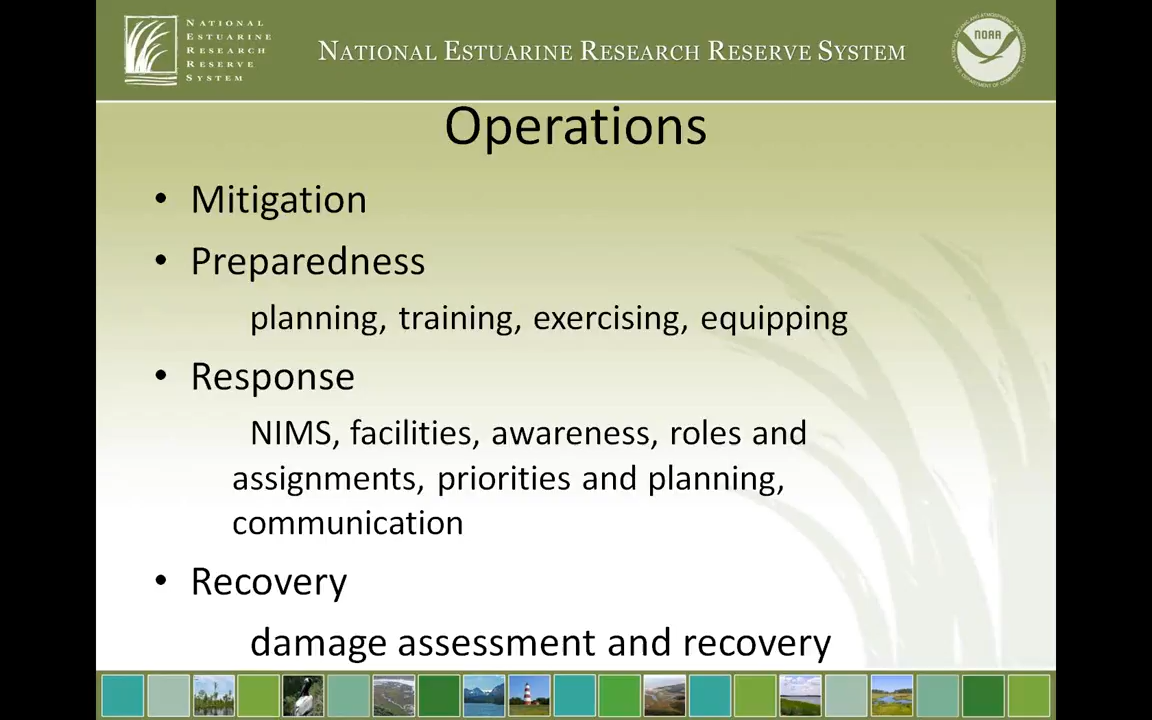 NATIONAL
ESTUARINE
RESEARCH
RESERVE
SYSTEM
NATIONAL ESTUARINE RESEARCH RESERVE SYSTEM
NOAA
Operations
• Mitigation
• Preparedness
planning, training, exercising, equipping
• Response
NIMS, facilities, awareness, roles and
assignments, priorities and planning,
communication
• Recovery
damage assessment and recovery